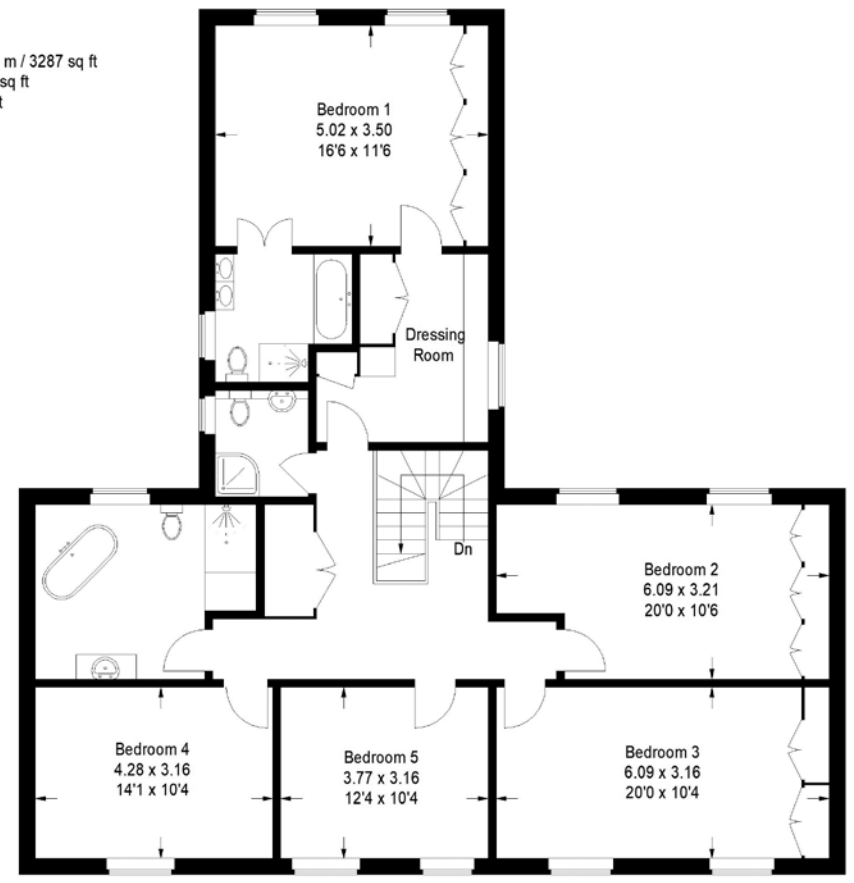 m / 3287 sq ft
sq ft
t
Bedroom 1
5.02 x 3.50
16'6 x 11'6
Dressing
Room
Dn
Bedroom 2
6.09 x 3.21
20'0 x 10'6
Bedroom 4
4.28 x 3.16
14'1 x 10'4
Bedroom 5
3.77 x 3.16
12'4 x 10'4
Bedroom 3
6.09 x 3.16
20'0 x 10'4